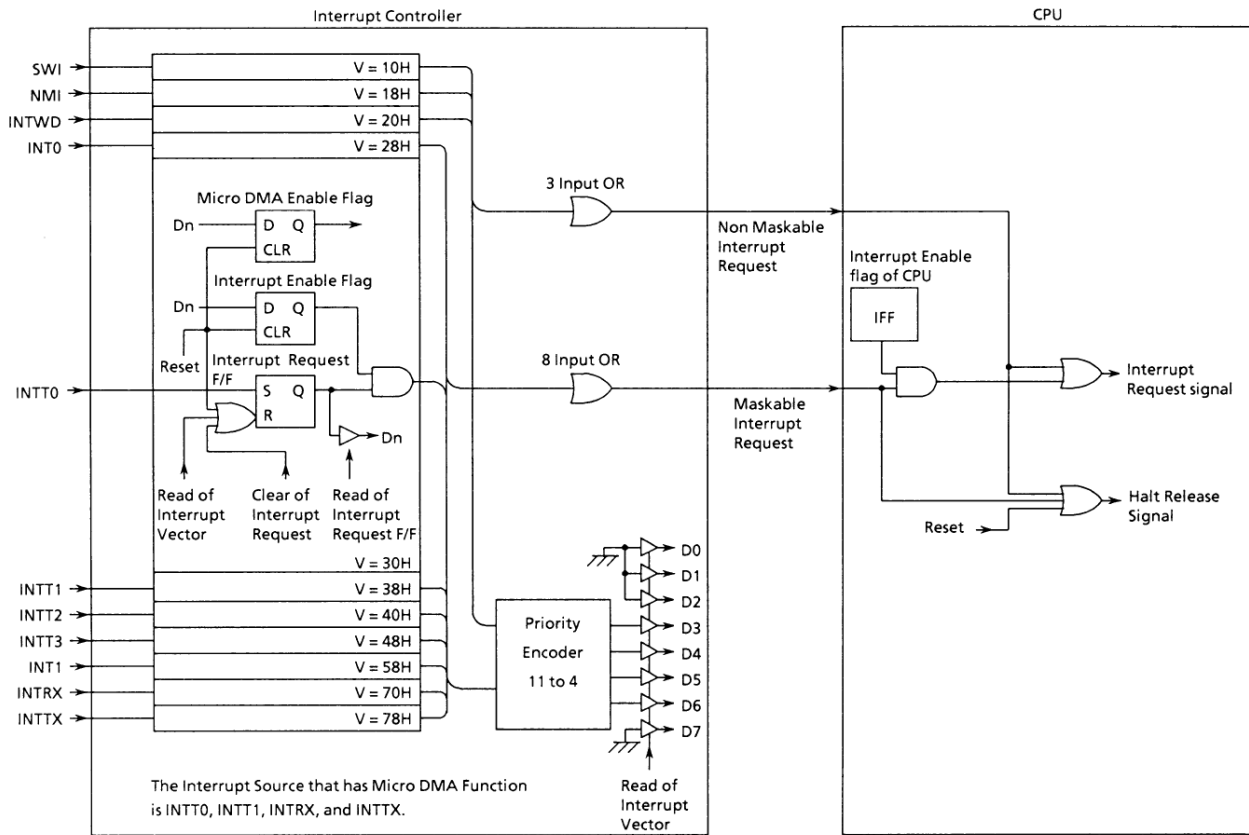 Interrupt Controller
CPU
SWI
V = 10H
NMI
V = 18H
INTWD
V = 20H
INT0
V = 28H
Micro DMA Enable Flag
Dn
D Q
CLR
Interrupt Enable Flag
Dn
D Q
CLR
Reset
Interrupt Request
F/F
INTT0
S Q
R
Dn
Read of
Interrupt
Vector
Clear of
Interrupt
Request
Read of
Interrupt
Request F/F
3 Input OR
Non Maskable
Interrupt
Request
8 Input OR
Maskable
Interrupt
Request
Interrupt Enable
flag of CPU
IFF
Interrupt
Request signal
Halt Release
Signal
Reset
V = 30H
INTT1
V = 38H
INTT2
V = 40H
INTT3
V = 48H
INT1
V = 58H
INTRX
V = 70H
INTTX
V = 78H
Priority
Encoder
11 to 4
D0
D1
D2
D3
D4
D5
D6
D7
Read of
Interrupt
Vector
The Interrupt Source that has Micro DMA Function
is INTT0, INTT1, INTRX, and INTTX.